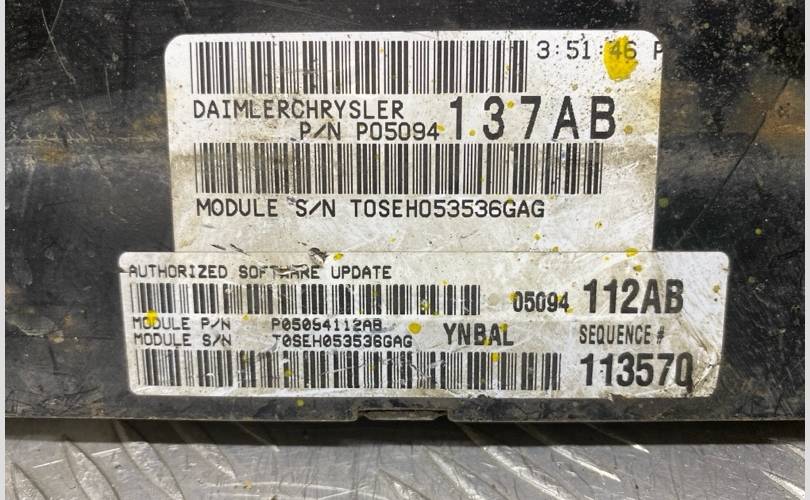 3:51:46 P
DAIMLERCHRYSLER
P/N P05094 137AB
MODULE S/N T0SEH053536GAG
AUTHORIZED SOFTWARE UPDATE
05094 112AB
MODULE P/N P05094112AB
MODULE S/N T0SEH053536GAG
YNBAL
SEQUENCE #
113570